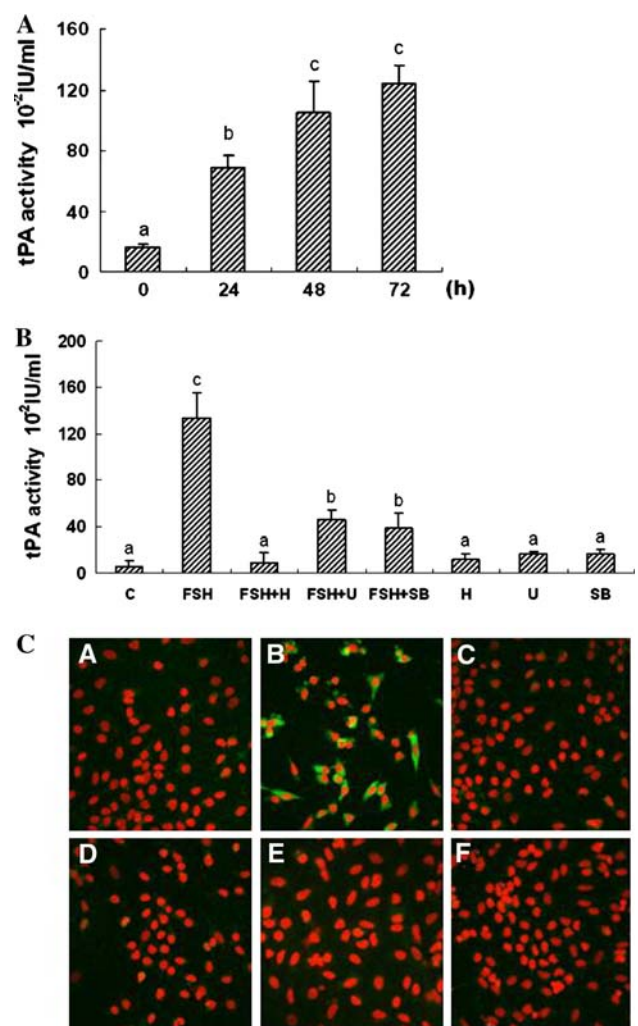 A
tPA activity 10⁻²IU/ml
160
120
80
40
0
a
b
c
c
0 24 48 72 (h)
B
tPA activity 10⁻²IU/ml
200
160
120
80
40
0
a
c
a
b
b
a
a
a
C FSH FSH+H FSH+U FSH+SB H U SB
C
A B C
D E F